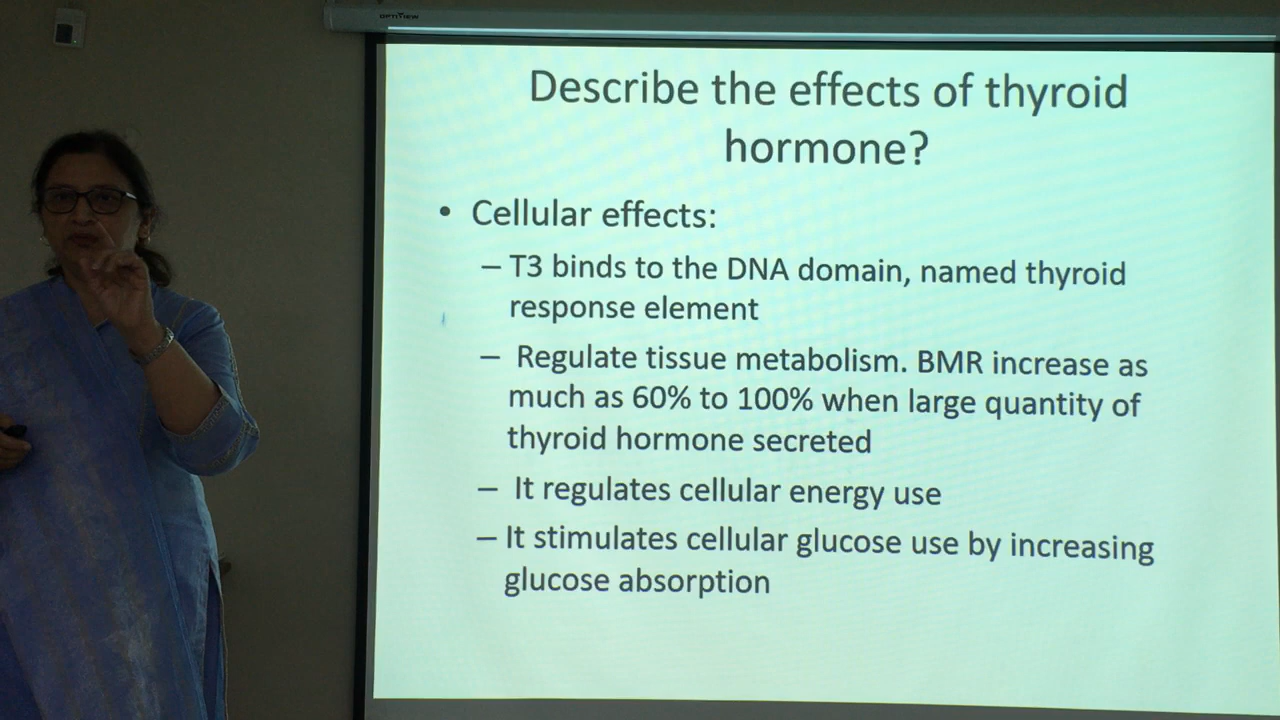 OPTIVIEW
Describe the effects of thyroid
hormone?
• Cellular effects:
– T3 binds to the DNA domain, named thyroid
response element
– Regulate tissue metabolism. BMR increase as
much as 60% to 100% when large quantity of
thyroid hormone secreted
– It regulates cellular energy use
– It stimulates cellular glucose use by increasing
glucose absorption